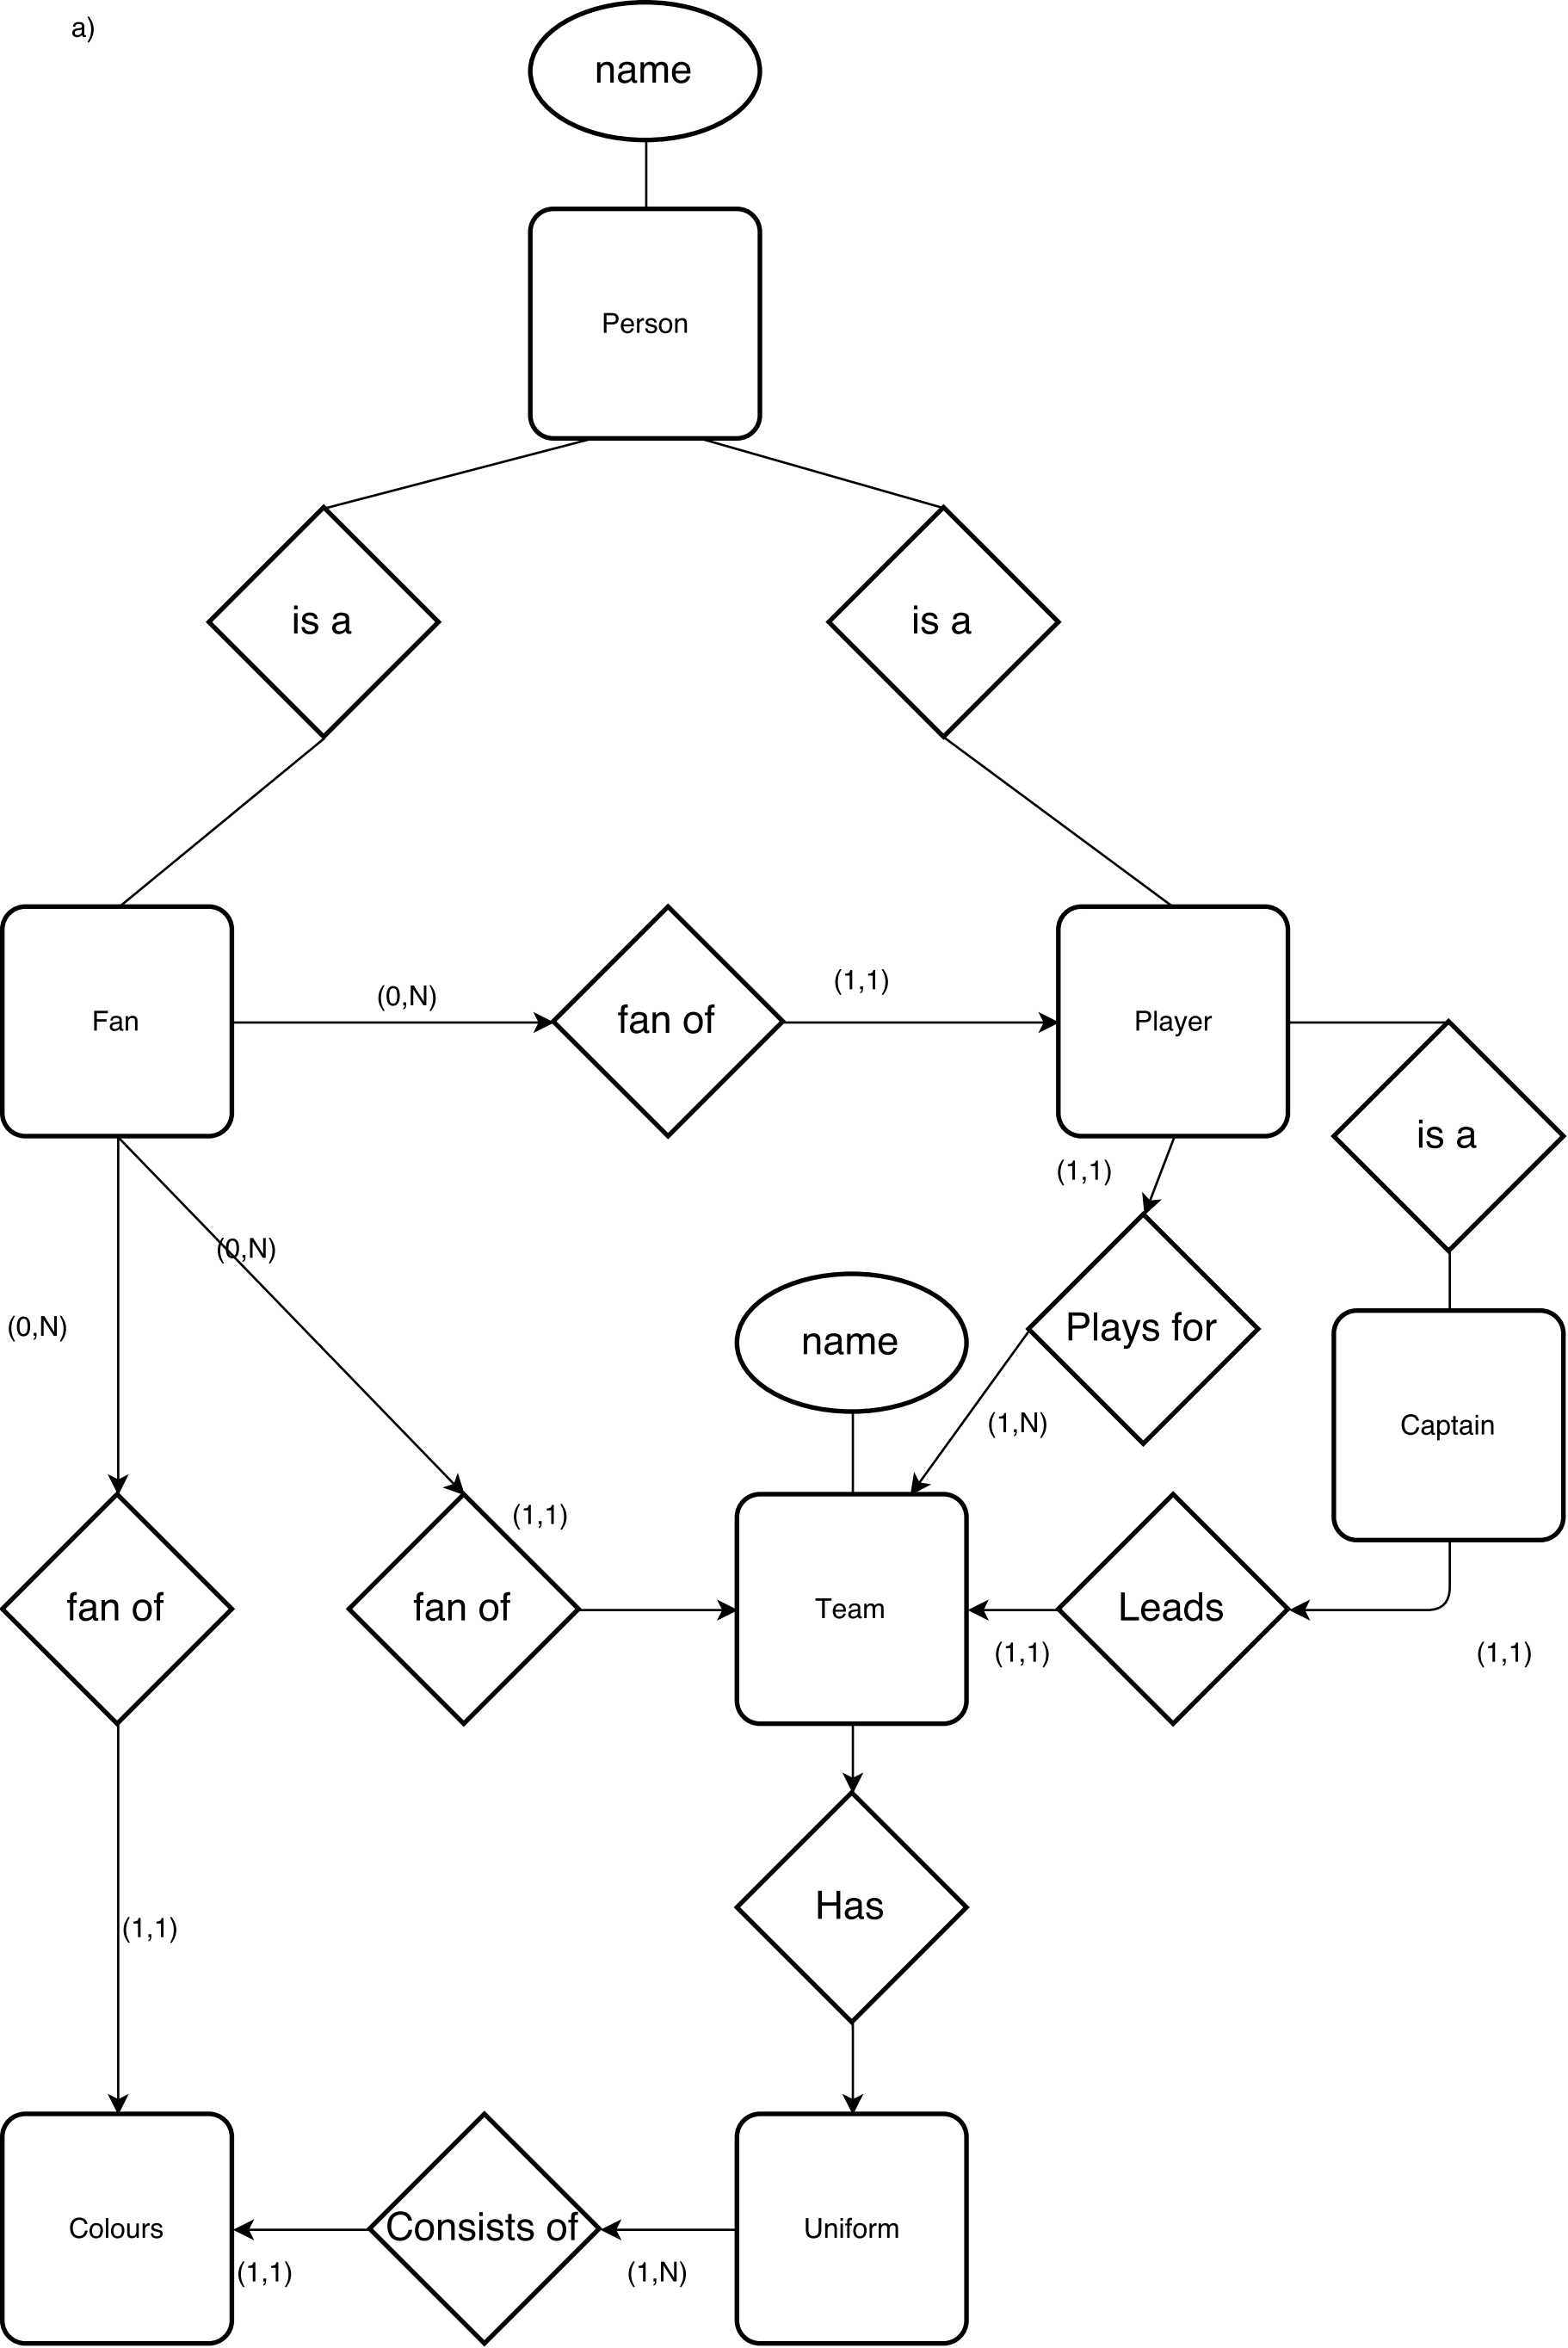 a)
name
Person
is a
is a
(0,N)
(1,1)
Fan
fan of
Player
is a
(1,1)
(0,N)
(0,N)
name
Plays for
(1,N)
Captain
(1,1)
fan of
fan of
Team
Leads
(1,1)
(1,1)
Has
(1,1)
Colours
Consists of
Uniform
(1,1)
(1,N)